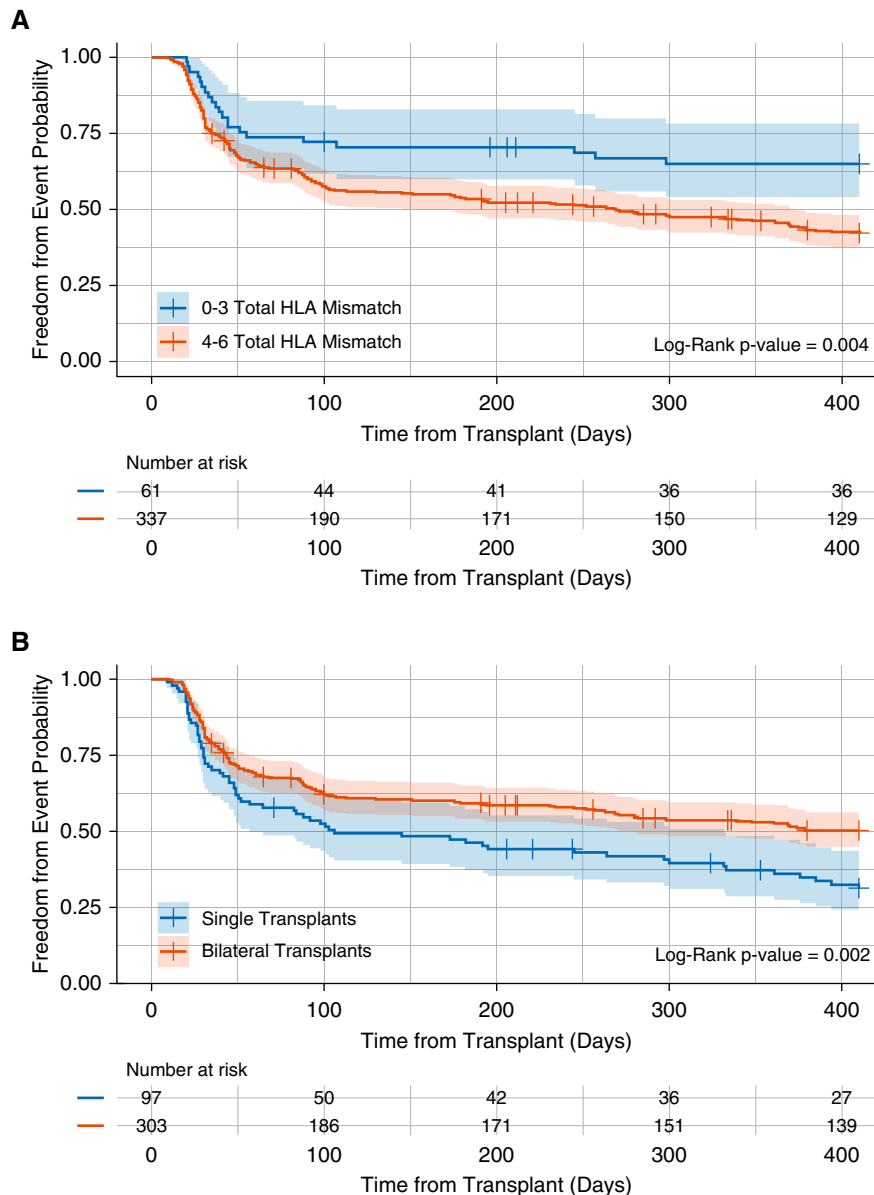 A
1.00
0.75
0.50
0.25
0.00
Freedom from Event Probability
0-3 Total HLA Mismatch
4-6 Total HLA Mismatch
Log-Rank p-value = 0.004
0 100 200 300 400
Time from Transplant (Days)
Number at risk
61 44 41 36 36
337 190 171 150 129
0 100 200 300 400
Time from Transplant (Days)
B
1.00
0.75
0.50
0.25
0.00
Freedom from Event Probability
Single Transplants
Bilateral Transplants
Log-Rank p-value = 0.002
0 100 200 300 400
Time from Transplant (Days)
Number at risk
97 50 42 36 27
303 186 171 151 139
0 100 200 300 400
Time from Transplant (Days)